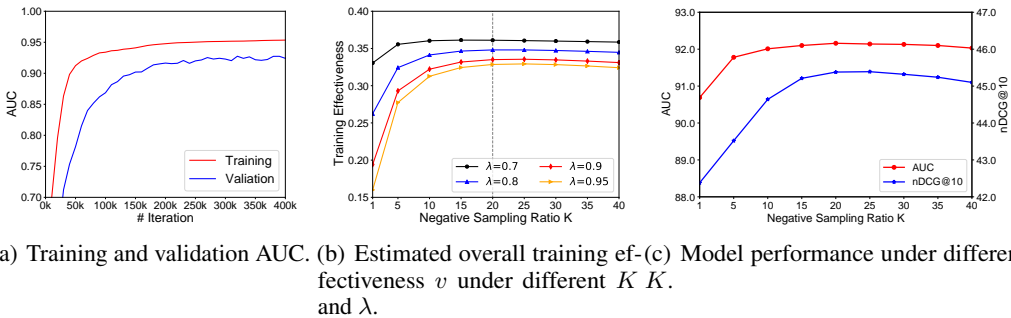 1.00
0.95
0.90
0.85
0.80
0.75
0.70
AUC
0k 50k 100k 150k 200k 250k 300k 350k 400k
# Iteration
Training
Valiation
0.40
0.35
0.30
0.25
0.20
0.15
Training Effectiveness
1 5 10 15 20 25 30 35 40
Negative Sampling Ratio K
λ=0.7 λ=0.9
λ=0.8 λ=0.95
93.0
92.0
91.0
90.0
89.0
88.0
AUC
47.0
46.0
45.0
44.0
43.0
42.0
nDCG@10
1 5 10 15 20 25 30 35 40
Negative Sampling Ratio K
AUC
nDCG@10
a) Training and validation AUC.
(b) Estimated overall training ef-
fectiveness v under different K
and λ.
(c) Model performance under differen
K.